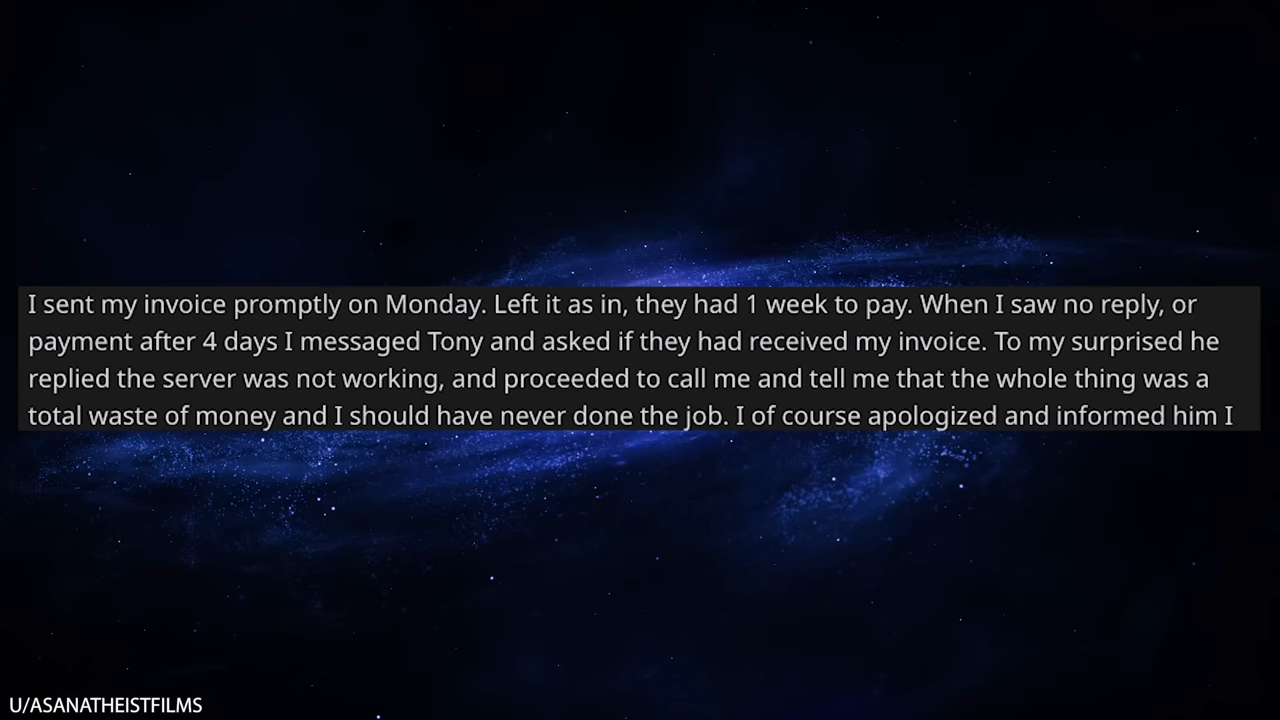 I sent my invoice promptly on Monday. Left it as in, they had 1 week to pay. When I saw no reply, or
payment after 4 days I messaged Tony and asked if they had received my invoice. To my surprised he
replied the server was not working, and proceeded to call me and tell me that the whole thing was a
total waste of money and I should have never done the job. I of course apologized and informed him I
U/ASANATHEISTFILMS